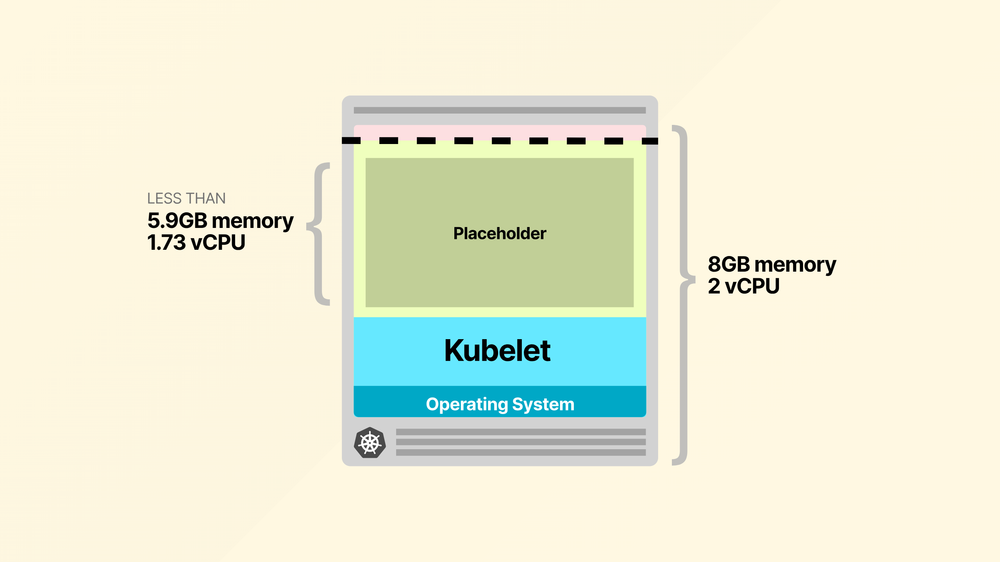 LESS THAN
5.9GB memory
1.73 vCPU
Placeholder
8GB memory
2 vCPU
Kubelet
Operating System